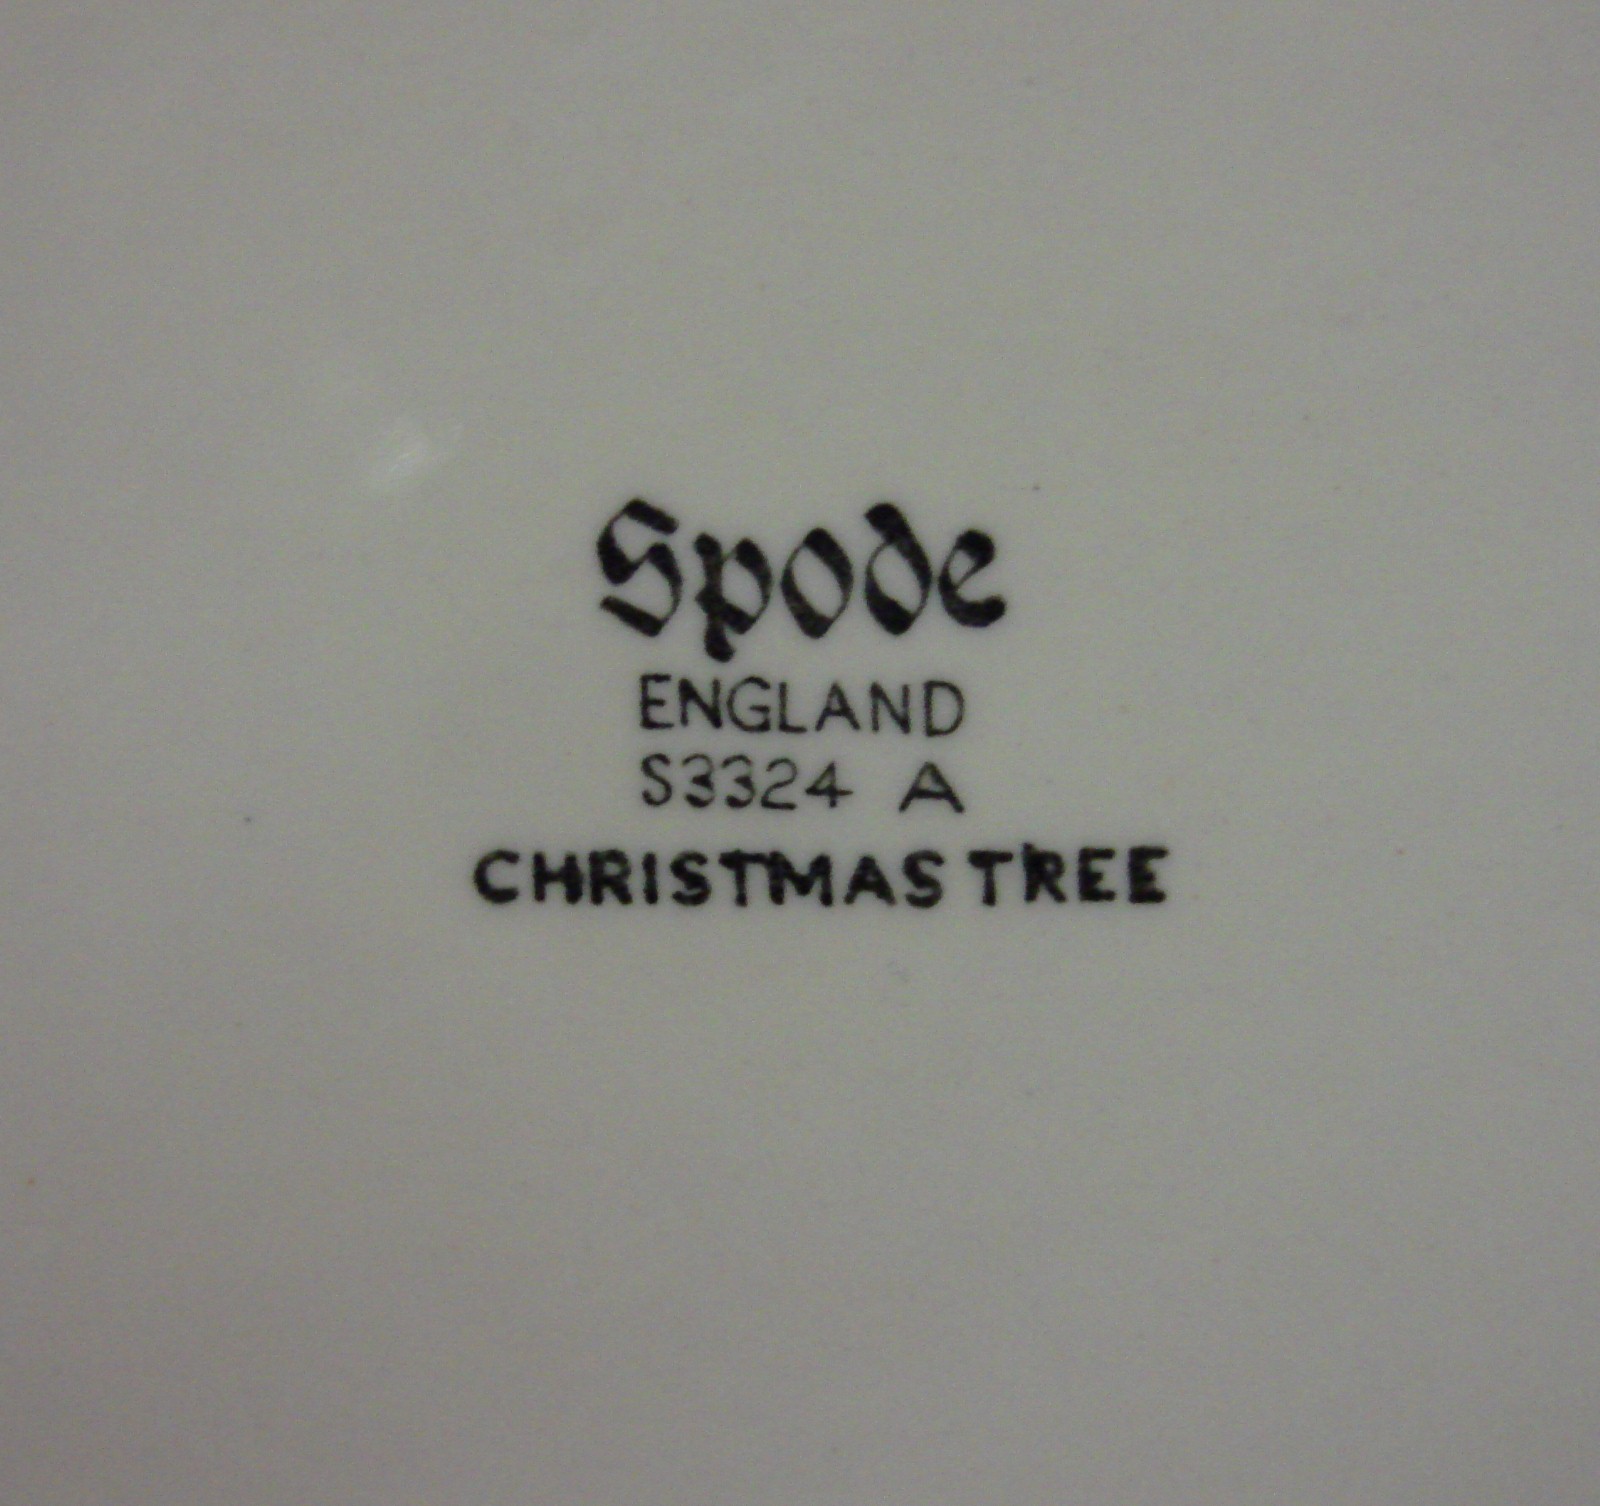 Spode
ENGLAND
S3324 A
CHRISTMAS TREE